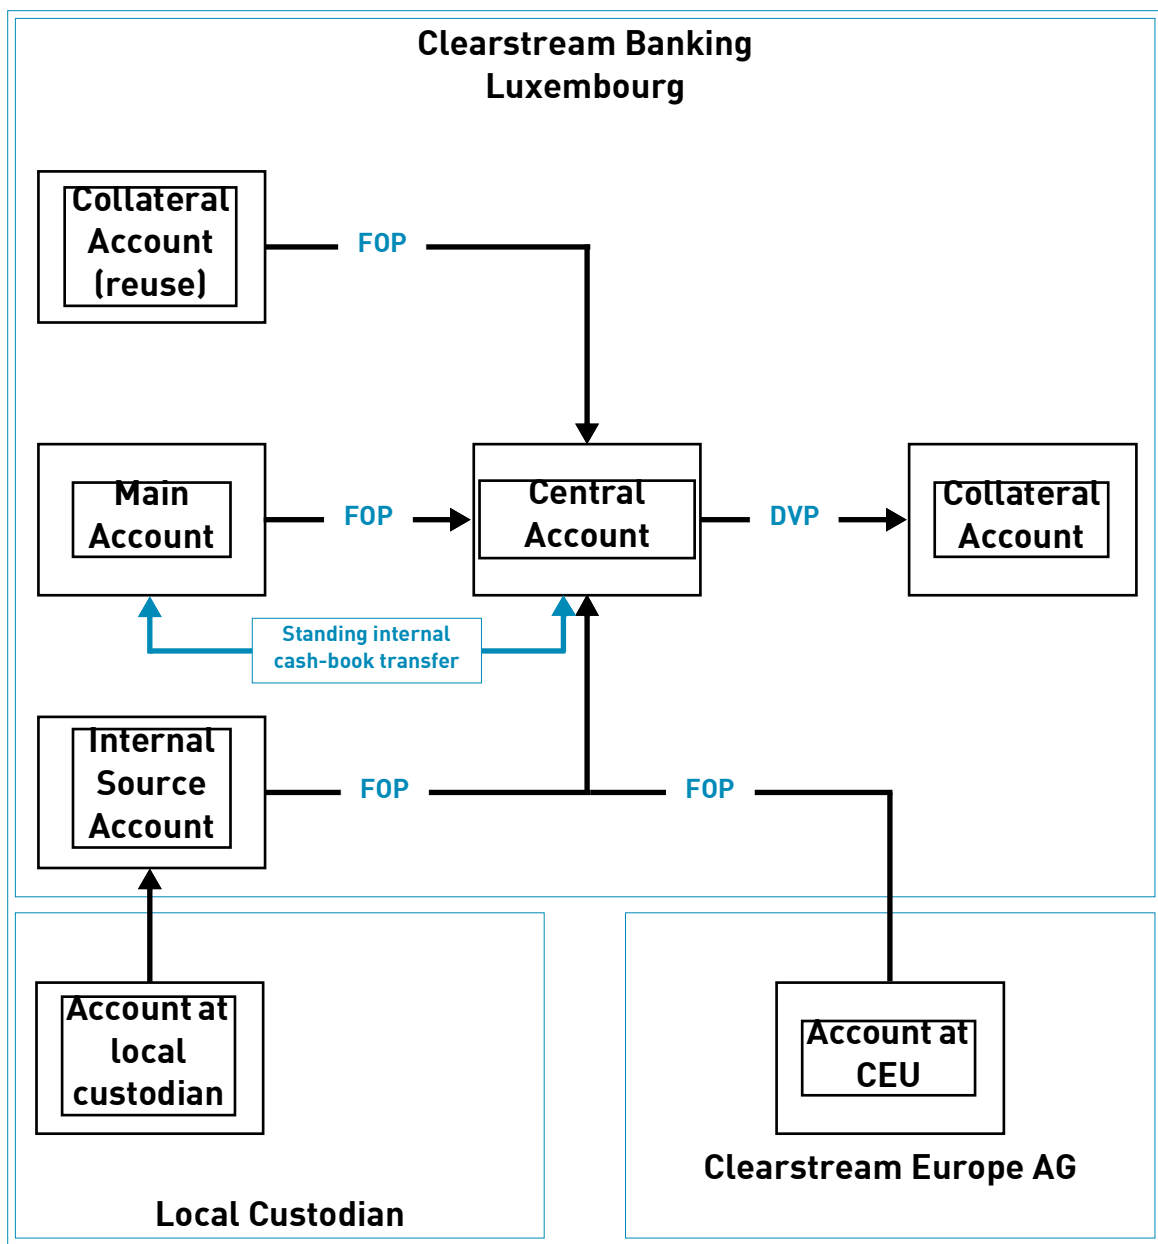 Clearstream Banking
Luxembourg
Collateral
Account
(reuse)
FOP
Main
Account
FOP
Central
Account
DVP
Collateral
Account
Standing internal
cash-book transfer
Internal
Source
Account
FOP
FOP
Account at
local
custodian
Local Custodian
Account at
CEU
Clearstream Europe AG